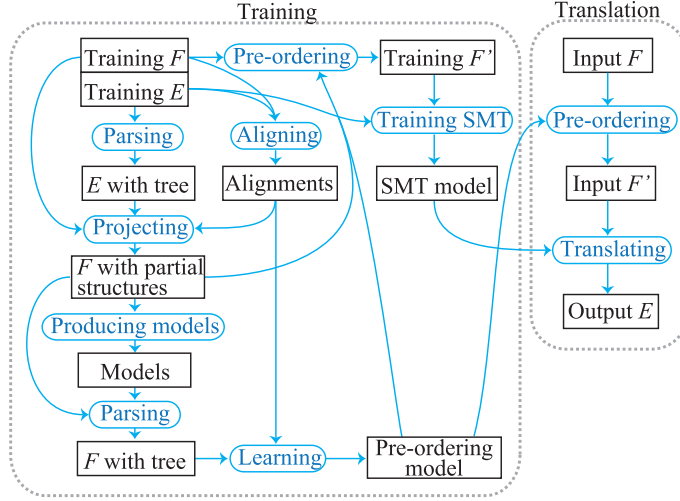 Training
Translation
Training F
Pre-ordering
Training F’
Input F
Training E
Parsing
Aligning
Training SMT
Pre-ordering
E with tree
Alignments
SMT model
Input F’
Projecting
Translating
F with partial
structures
Output E
Producing models
Models
Parsing
F with tree
Learning
Pre-ordering
model